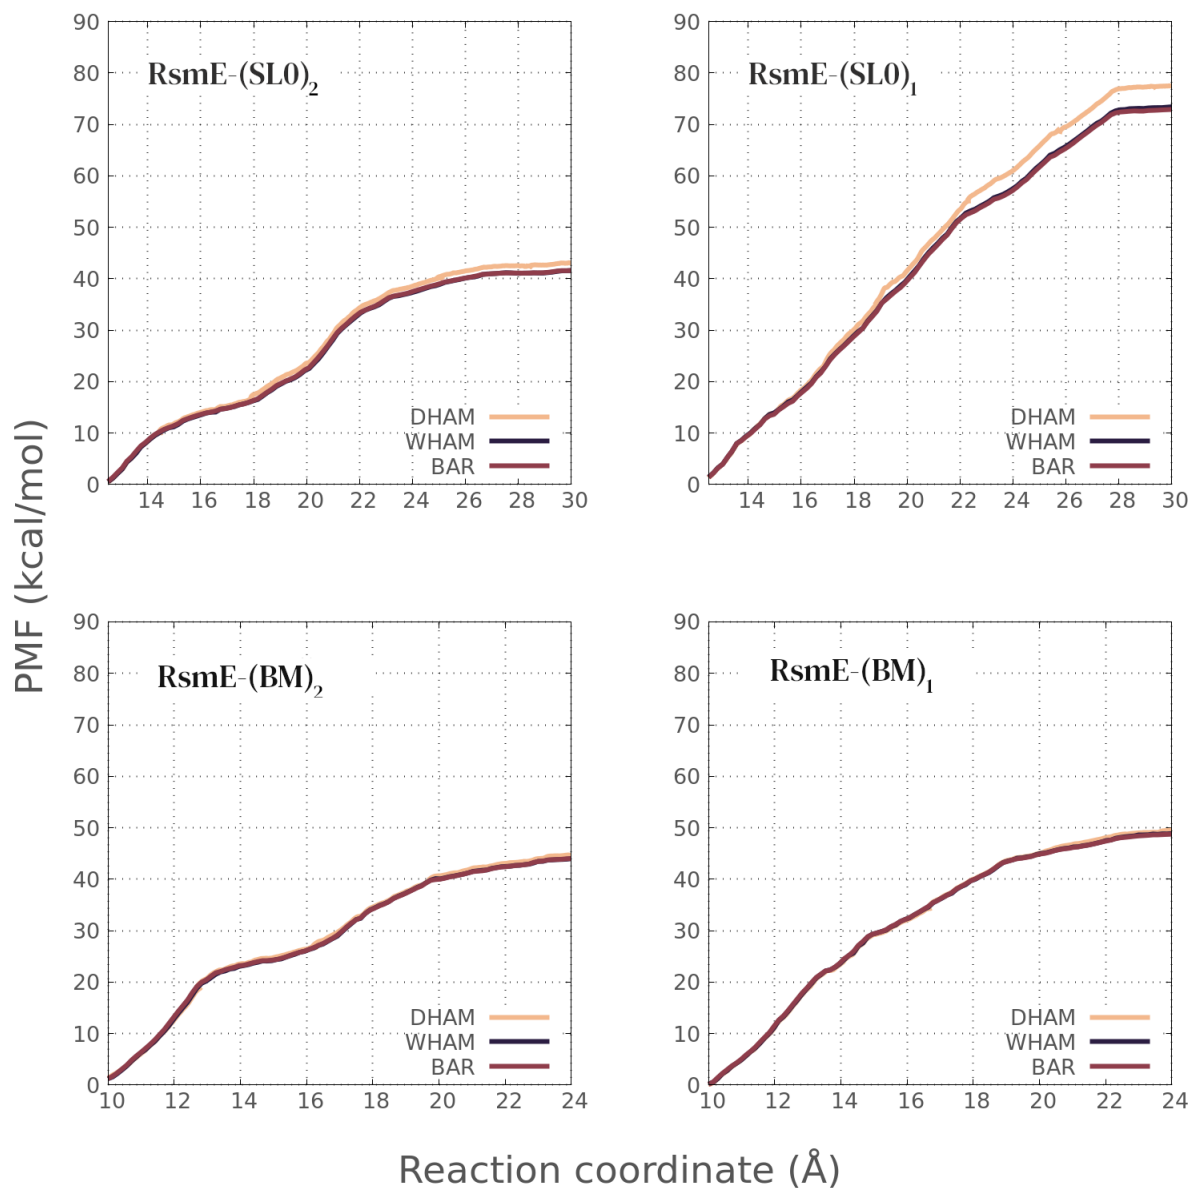 90
80
70
60
50
40
30
20
10
0
RsmE-(SL0)2
DHAM
WHAM
BAR
14 16 18 20 22 24 26 28 30
90
80
70
60
50
40
30
20
10
0
RsmE-(SL0)1
DHAM
WHAM
BAR
14 16 18 20 22 24 26 28 30
PMF (kcal/mol)
90
80
70
60
50
40
30
20
10
0
RsmE-(BM)2
DHAM
WHAM
BAR
10 12 14 16 18 20 22 24
90
80
70
60
50
40
30
20
10
0
RsmE-(BM)1
DHAM
WHAM
BAR
10 12 14 16 18 20 22 24
Reaction coordinate (Å)